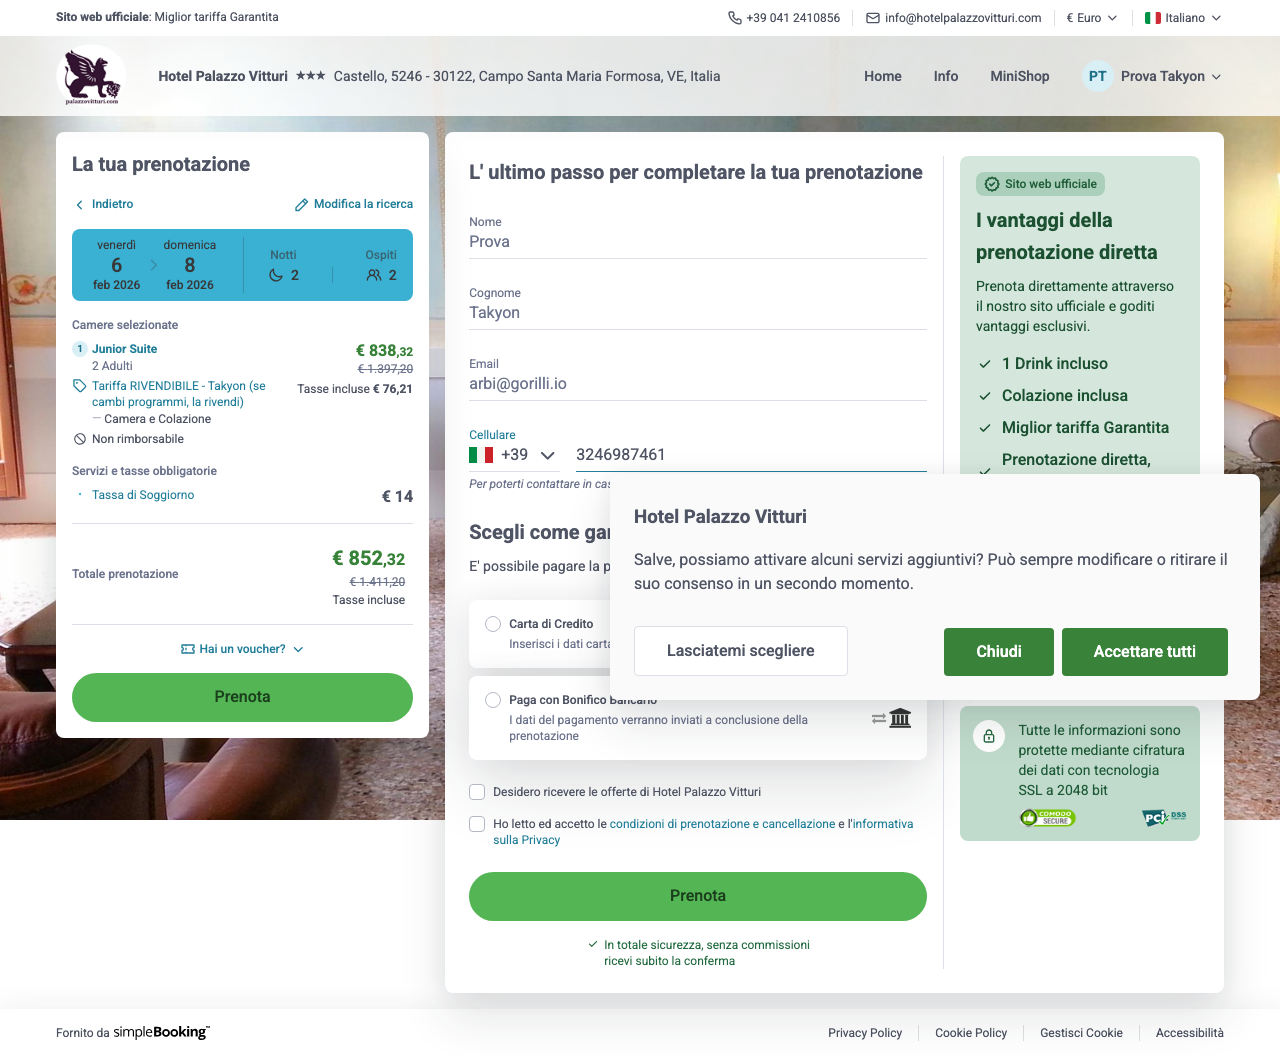 Sito web ufficiale: Miglior tariffa Garantita
+39 041 2410856
info@hotelpalazzovitturi.com
€ Euro
Italiano
palazzovitturi.com
Hotel Palazzo Vitturi ★★★ Castello, 5246 - 30122, Campo Santa Maria Formosa, VE, Italia
Home
Info
MiniShop
PT Prova Takyon
La tua prenotazione
Indietro
Modifica la ricerca
venerdì
6
feb 2026
domenica
8
feb 2026
Notti
2
Ospiti
2
Camere selezionate
1 Junior Suite
2 Adulti
€ 838,32
€ 1.397,20
Tasse incluse € 76,21
Tariffa RIVENDIBILE - Takyon (se
cambi programmi, la rivendi)
Camera e Colazione
Non rimborsabile
Servizi e tasse obbligatorie
Tassa di Soggiorno
€ 14
Totale prenotazione
€ 852,32
€ 1.411,20
Tasse incluse
Hai un voucher?
Prenota
L' ultimo passo per completare la tua prenotazione
Nome
Prova
Cognome
Takyon
Email
arbi@gorilli.io
Cellulare
+39
3246987461
Per poterti contattare in cas
Scegli come gar
E' possibile pagare la p
Carta di Credito
Inserisci i dati carta
Paga con Bonifico Bancario
I dati del pagamento verranno inviati a conclusione della
prenotazione
Desidero ricevere le offerte di Hotel Palazzo Vitturi
Ho letto ed accetto le condizioni di prenotazione e cancellazione e l'informativa
sulla Privacy
Prenota
In totale sicurezza, senza commissioni
ricevi subito la conferma
Sito web ufficiale
I vantaggi della
prenotazione diretta
Prenota direttamente attraverso
il nostro sito ufficiale e goditi
vantaggi esclusivi.
1 Drink incluso
Colazione inclusa
Miglior tariffa Garantita
Prenotazione diretta,
Hotel Palazzo Vitturi
Salve, possiamo attivare alcuni servizi aggiuntivi? Può sempre modificare o ritirare il
suo consenso in un secondo momento.
Lasciatemi scegliere
Chiudi
Accettare tutti
Tutte le informazioni sono
protette mediante cifratura
dei dati con tecnologia
SSL a 2048 bit
COMODO
SECURE
PCI DSS
Fornito da simpleBooking™
Privacy Policy
Cookie Policy
Gestisci Cookie
Accessibilità